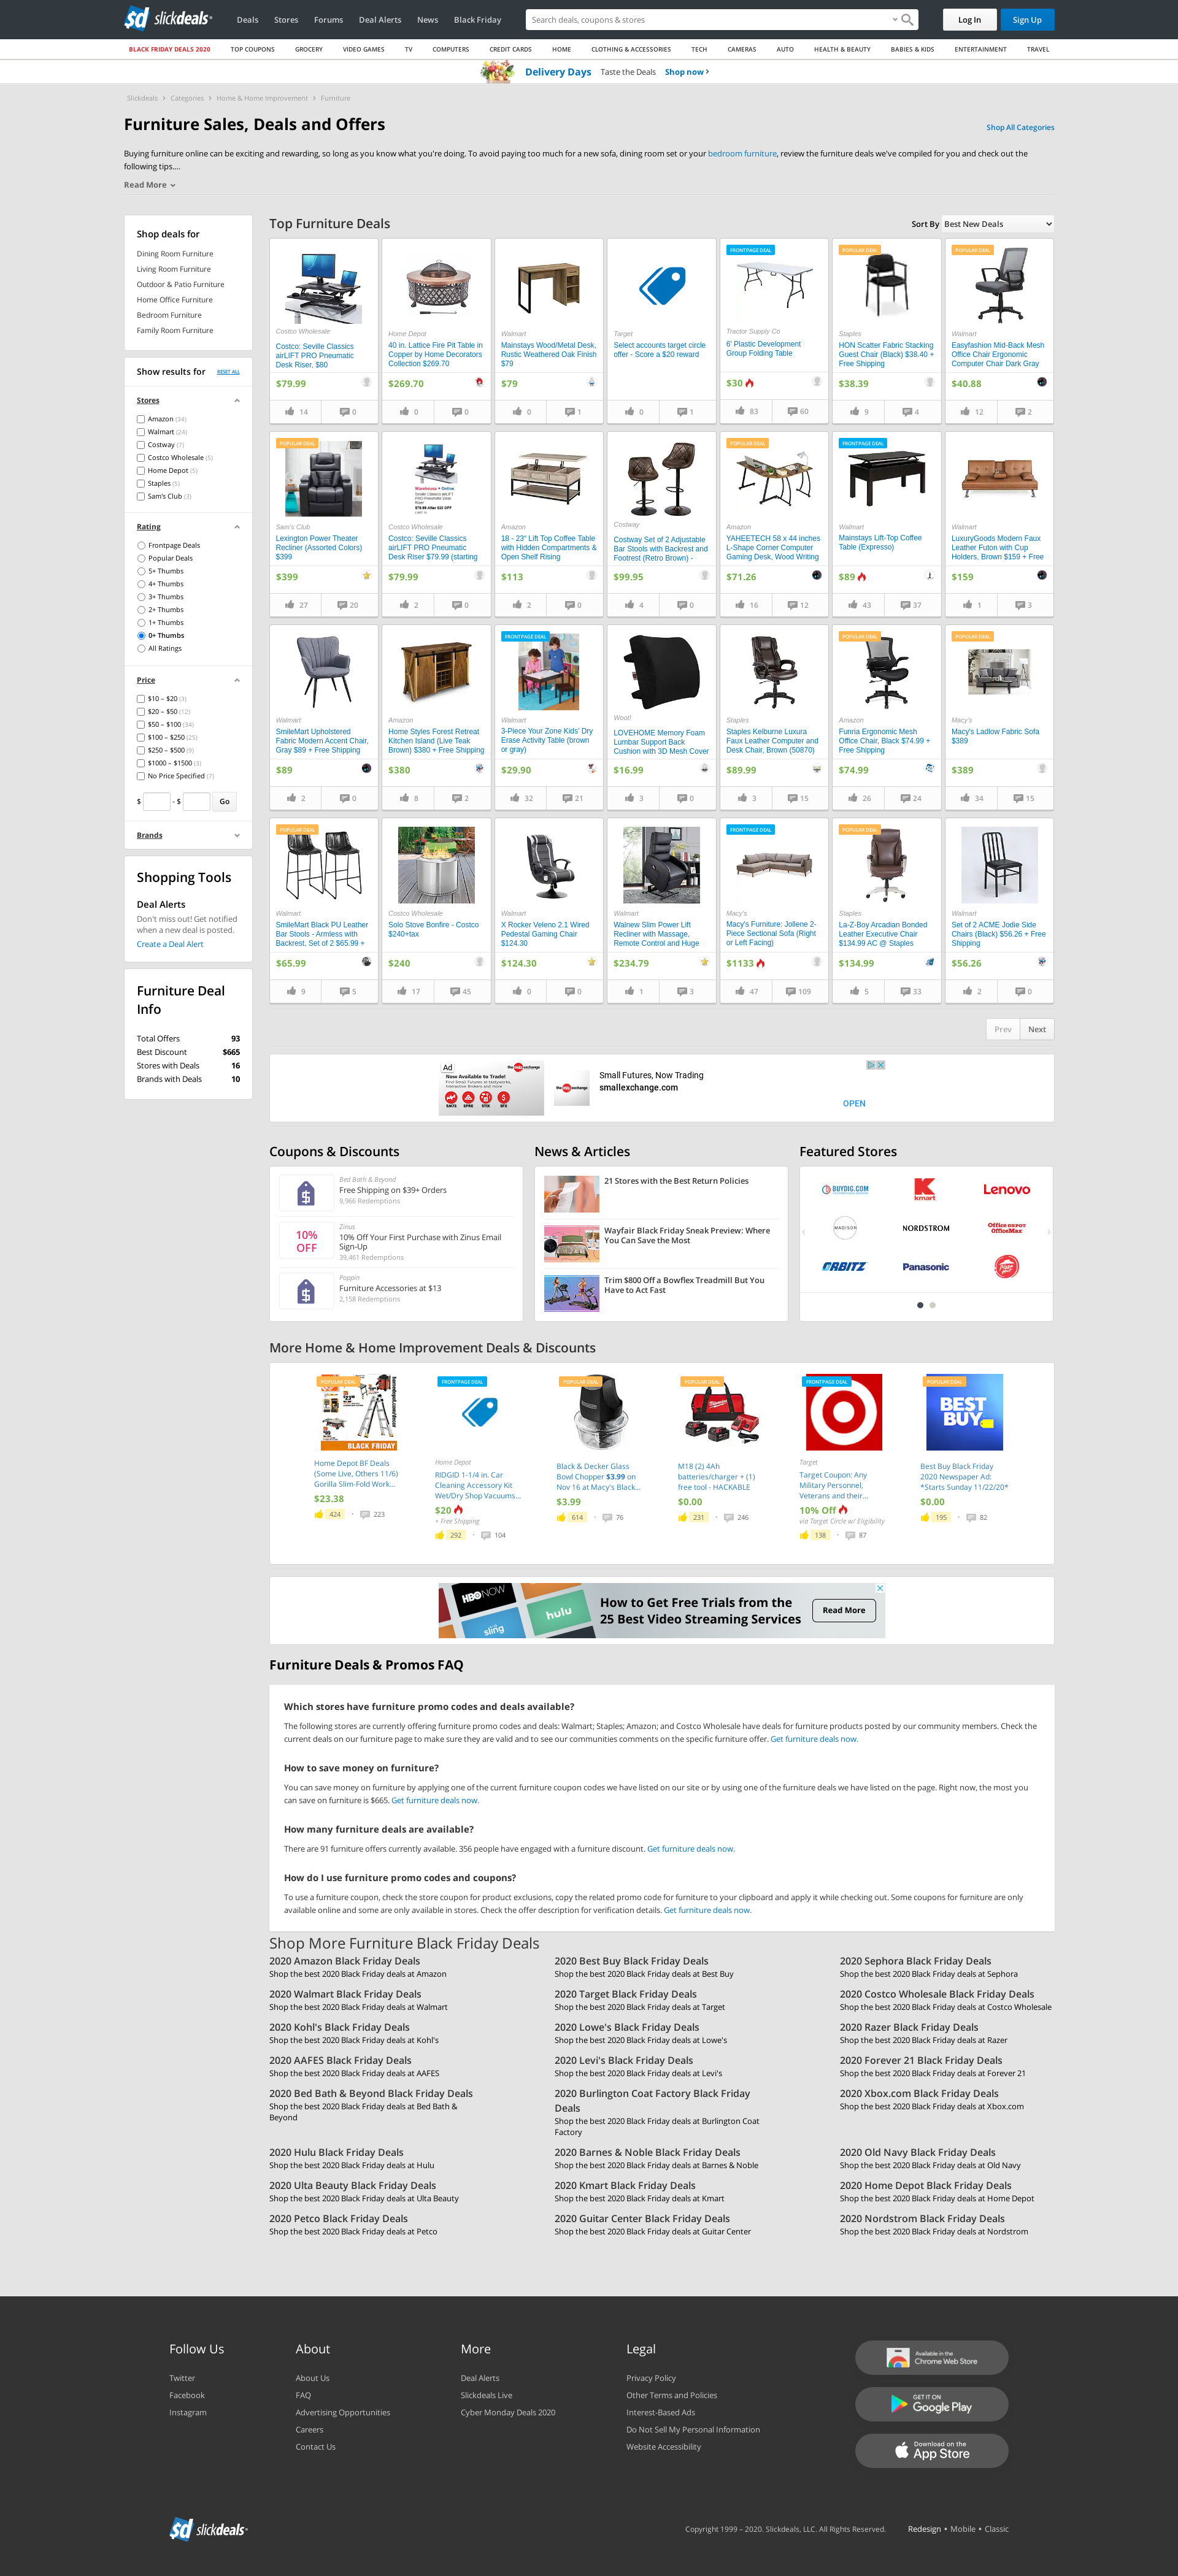 sd slickdeals
Deals Stores Forums Deal Alerts News Black Friday
Search deals, coupons & stores
Log In Sign Up
BLACK FRIDAY DEALS 2020 TOP COUPONS GROCERY VIDEO GAMES TV COMPUTERS CREDIT CARDS HOME CLOTHING & ACCESSORIES TECH CAMERAS AUTO HEALTH & BEAUTY BABIES & KIDS ENTERTAINMENT TRAVEL
Delivery Days Taste the Deals Shop now ›
Slickdeals › Categories › Home & Home Improvement › Furniture
Furniture Sales, Deals and Offers
Shop All Categories
Buying furniture online can be exciting and rewarding, so long as you know what you're doing. To avoid paying too much for a new sofa, dining room set or your bedroom furniture, review the furniture deals we've compiled for you and check out the
following tips....
Read More
Shop deals for
Dining Room Furniture
Living Room Furniture
Outdoor & Patio Furniture
Home Office Furniture
Bedroom Furniture
Family Room Furniture
Show results for RESET ALL
Stores
Amazon (34)
Walmart (24)
Costway (7)
Costco Wholesale (5)
Home Depot (5)
Staples (5)
Sam's Club (3)
Rating
Frontpage Deals
Popular Deals
5+ Thumbs
4+ Thumbs
3+ Thumbs
2+ Thumbs
1+ Thumbs
0+ Thumbs
All Ratings
Price
$10 – $20 (3)
$20 – $50 (12)
$50 – $100 (34)
$100 – $250 (25)
$250 – $500 (9)
$1000 – $1500 (3)
No Price Specified (7)
$ - $ Go
Brands
Shopping Tools
Deal Alerts
Don't miss out! Get notified
when a new deal is posted.
Create a Deal Alert
Furniture Deal
Info
Total Offers 93
Best Discount $665
Stores with Deals 16
Brands with Deals 10
Top Furniture Deals
Sort By Best New Deals
Costco Wholesale
Costco: Seville Classics
airLIFT PRO Pneumatic
Desk Riser, $80
$79.99
14 0
Home Depot
40 in. Lattice Fire Pit Table in
Copper by Home Decorators
Collection $269.70
$269.70
0 0
Walmart
Mainstays Wood/Metal Desk,
Rustic Weathered Oak Finish
$79
$79
0 1
Target
Select accounts target circle
offer - Score a $20 reward
0 1
FRONTPAGE DEAL
Tractor Supply Co
6' Plastic Development
Group Folding Table
$30
83 60
POPULAR DEAL
Staples
HON Scatter Fabric Stacking
Guest Chair (Black) $38.40 +
Free Shipping
$38.39
9 4
POPULAR DEAL
Walmart
Easyfashion Mid-Back Mesh
Office Chair Ergonomic
Computer Chair Dark Gray
$40.88
12 2
POPULAR DEAL
Sam's Club
Lexington Power Theater
Recliner (Assorted Colors)
$399
$399
27 20
Warehouse + Online
Seville Classics
airLIFT PRO Pneumatic Desk
Riser
Costco Wholesale
Costco: Seville Classics
airLIFT PRO Pneumatic
Desk Riser $79.99 (starting
$79.99
2 0
Amazon
18 - 23" Lift Top Coffee Table
with Hidden Compartments &
Open Shelf Rising
$113
2 0
Costway
Costway Set of 2 Adjustable
Bar Stools with Backrest and
Footrest (Retro Brown) -
$99.95
4 0
POPULAR DEAL
Amazon
YAHEETECH 58 x 44 inches
L-Shape Corner Computer
Gaming Desk, Wood Writing
$71.26
16 12
FRONTPAGE DEAL
Walmart
Mainstays Lift-Top Coffee
Table (Expresso)
$89
43 37
Walmart
LuxuryGoods Modern Faux
Leather Futon with Cup
Holders, Brown $159 + Free
$159
1 3
Walmart
SmileMart Upholstered
Fabric Modern Accent Chair,
Gray $89 + Free Shipping
$89
2 0
Amazon
Home Styles Forest Retreat
Kitchen Island (Live Teak
Brown) $380 + Free Shipping
$380
8 2
FRONTPAGE DEAL
Walmart
3-Piece Your Zone Kids' Dry
Erase Activity Table (brown
or gray)
$29.90
32 21
Woot!
LOVEHOME Memory Foam
Lumbar Support Back
Cushion with 3D Mesh Cover
$16.99
3 0
Staples
Staples Kelburne Luxura
Faux Leather Computer and
Desk Chair, Brown (50870)
$89.99
3 15
POPULAR DEAL
Amazon
Funria Ergonomic Mesh
Office Chair, Black $74.99 +
Free Shipping
$74.99
26 24
POPULAR DEAL
Macy's
Macy's Ladlow Fabric Sofa
$389
$389
34 15
POPULAR DEAL
Walmart
SmileMart Black PU Leather
Bar Stools - Armless with
Backrest, Set of 2 $65.99 +
$65.99
9 5
Costco Wholesale
Solo Stove Bonfire - Costco
$240+tax
$240
17 45
Walmart
X Rocker Veleno 2.1 Wired
Pedestal Gaming Chair
$124.30
$124.30
0 0
Walmart
Walnew Slim Power Lift
Recliner with Massage,
Remote Control and Huge
$234.79
1 3
FRONTPAGE DEAL
Macy's
Macy's Furniture: Jollene 2-
Piece Sectional Sofa (Right
or Left Facing)
$1133
47 109
POPULAR DEAL
Staples
La-Z-Boy Arcadian Bonded
Leather Executive Chair
$134.99 AC @ Staples
$134.99
5 33
Walmart
Set of 2 ACME Jodie Side
Chairs (Black) $56.26 + Free
Shipping
$56.26
2 0
Prev Next
Ad
Now Available to Trade!
Small Futures, Now Trading
smallexchange.com
OPEN
Coupons & Discounts
Bed Bath & Beyond
Free Shipping on $39+ Orders
9,966 Redemptions
10%
OFF
Zinus
10% Off Your First Purchase with Zinus Email
Sign-Up
39,461 Redemptions
Poppin
Furniture Accessories at $13
2,158 Redemptions
News & Articles
21 Stores with the Best Return Policies
Wayfair Black Friday Sneak Preview: Where
You Can Save the Most
Trim $800 Off a Bowflex Treadmill But You
Have to Act Fast
Featured Stores
BUYDIG.COM kmart Lenovo
MADISON NORDSTROM Office DEPOT OfficeMax
ORBITZ Panasonic
More Home & Home Improvement Deals & Discounts
POPULAR DEAL
BLACK FRIDAY
Home Depot BF Deals
(Some Live, Others 11/6)
Gorilla Slim-Fold Work...
$23.38
424 · 223
FRONTPAGE DEAL
Home Depot
RIDGID 1-1/4 in. Car
Cleaning Accessory Kit
Wet/Dry Shop Vacuums...
$20
+ Free Shipping
292 · 104
POPULAR DEAL
Black & Decker Glass
Bowl Chopper $3.99 on
Nov 16 at Macy's Black...
$3.99
614 · 76
POPULAR DEAL
M18 (2) 4Ah
batteries/charger + (1)
free tool - HACKABLE
$0.00
231 · 246
FRONTPAGE DEAL
Target
Target Coupon: Any
Military Personnel,
Veterans and their...
10% Off
via Target Circle w/ Eligibility
138 · 87
POPULAR DEAL
BEST BUY
Best Buy Black Friday
2020 Newspaper Ad:
*Starts Sunday 11/22/20*
$0.00
195 · 82
HBO NOW
hulu
sling
How to Get Free Trials from the
25 Best Video Streaming Services
Read More
Furniture Deals & Promos FAQ
Which stores have furniture promo codes and deals available?
The following stores are currently offering furniture promo codes and deals: Walmart; Staples; Amazon; and Costco Wholesale have deals for furniture products posted by our community members. Check the
current deals on our furniture page to make sure they are valid and to see our communities comments on the specific furniture offer. Get furniture deals now.
How to save money on furniture?
You can save money on furniture by applying one of the current furniture coupon codes we have listed on our site or by using one of the furniture deals we have listed on the page. Right now, the most you
can save on furniture is $665. Get furniture deals now.
How many furniture deals are available?
There are 91 furniture offers currently available. 356 people have engaged with a furniture discount. Get furniture deals now.
How do I use furniture promo codes and coupons?
To use a furniture coupon, check the store coupon for product exclusions, copy the related promo code for furniture to your clipboard and apply it while checking out. Some coupons for furniture are only
available online and some are only available in stores. Check the offer description for verification details. Get furniture deals now.
Shop More Furniture Black Friday Deals
2020 Amazon Black Friday Deals
Shop the best 2020 Black Friday deals at Amazon
2020 Best Buy Black Friday Deals
Shop the best 2020 Black Friday deals at Best Buy
2020 Sephora Black Friday Deals
Shop the best 2020 Black Friday deals at Sephora
2020 Walmart Black Friday Deals
Shop the best 2020 Black Friday deals at Walmart
2020 Target Black Friday Deals
Shop the best 2020 Black Friday deals at Target
2020 Costco Wholesale Black Friday Deals
Shop the best 2020 Black Friday deals at Costco Wholesale
2020 Kohl's Black Friday Deals
Shop the best 2020 Black Friday deals at Kohl's
2020 Lowe's Black Friday Deals
Shop the best 2020 Black Friday deals at Lowe's
2020 Razer Black Friday Deals
Shop the best 2020 Black Friday deals at Razer
2020 AAFES Black Friday Deals
Shop the best 2020 Black Friday deals at AAFES
2020 Levi's Black Friday Deals
Shop the best 2020 Black Friday deals at Levi's
2020 Forever 21 Black Friday Deals
Shop the best 2020 Black Friday deals at Forever 21
2020 Bed Bath & Beyond Black Friday Deals
Shop the best 2020 Black Friday deals at Bed Bath &
Beyond
2020 Burlington Coat Factory Black Friday
Deals
Shop the best 2020 Black Friday deals at Burlington Coat
Factory
2020 Xbox.com Black Friday Deals
Shop the best 2020 Black Friday deals at Xbox.com
2020 Hulu Black Friday Deals
Shop the best 2020 Black Friday deals at Hulu
2020 Barnes & Noble Black Friday Deals
Shop the best 2020 Black Friday deals at Barnes & Noble
2020 Old Navy Black Friday Deals
Shop the best 2020 Black Friday deals at Old Navy
2020 Ulta Beauty Black Friday Deals
Shop the best 2020 Black Friday deals at Ulta Beauty
2020 Kmart Black Friday Deals
Shop the best 2020 Black Friday deals at Kmart
2020 Home Depot Black Friday Deals
Shop the best 2020 Black Friday deals at Home Depot
2020 Petco Black Friday Deals
Shop the best 2020 Black Friday deals at Petco
2020 Guitar Center Black Friday Deals
Shop the best 2020 Black Friday deals at Guitar Center
2020 Nordstrom Black Friday Deals
Shop the best 2020 Black Friday deals at Nordstrom
Follow Us
Twitter
Facebook
Instagram
About
About Us
FAQ
Advertising Opportunities
Careers
Contact Us
More
Deal Alerts
Slickdeals Live
Cyber Monday Deals 2020
Legal
Privacy Policy
Other Terms and Policies
Interest-Based Ads
Do Not Sell My Personal Information
Website Accessibility
Available in the
Chrome Web Store
GET IT ON
Google Play
Download on the
App Store
sd slickdeals
Copyright 1999 – 2020. Slickdeals, LLC. All Rights Reserved. Redesign • Mobile • Classic